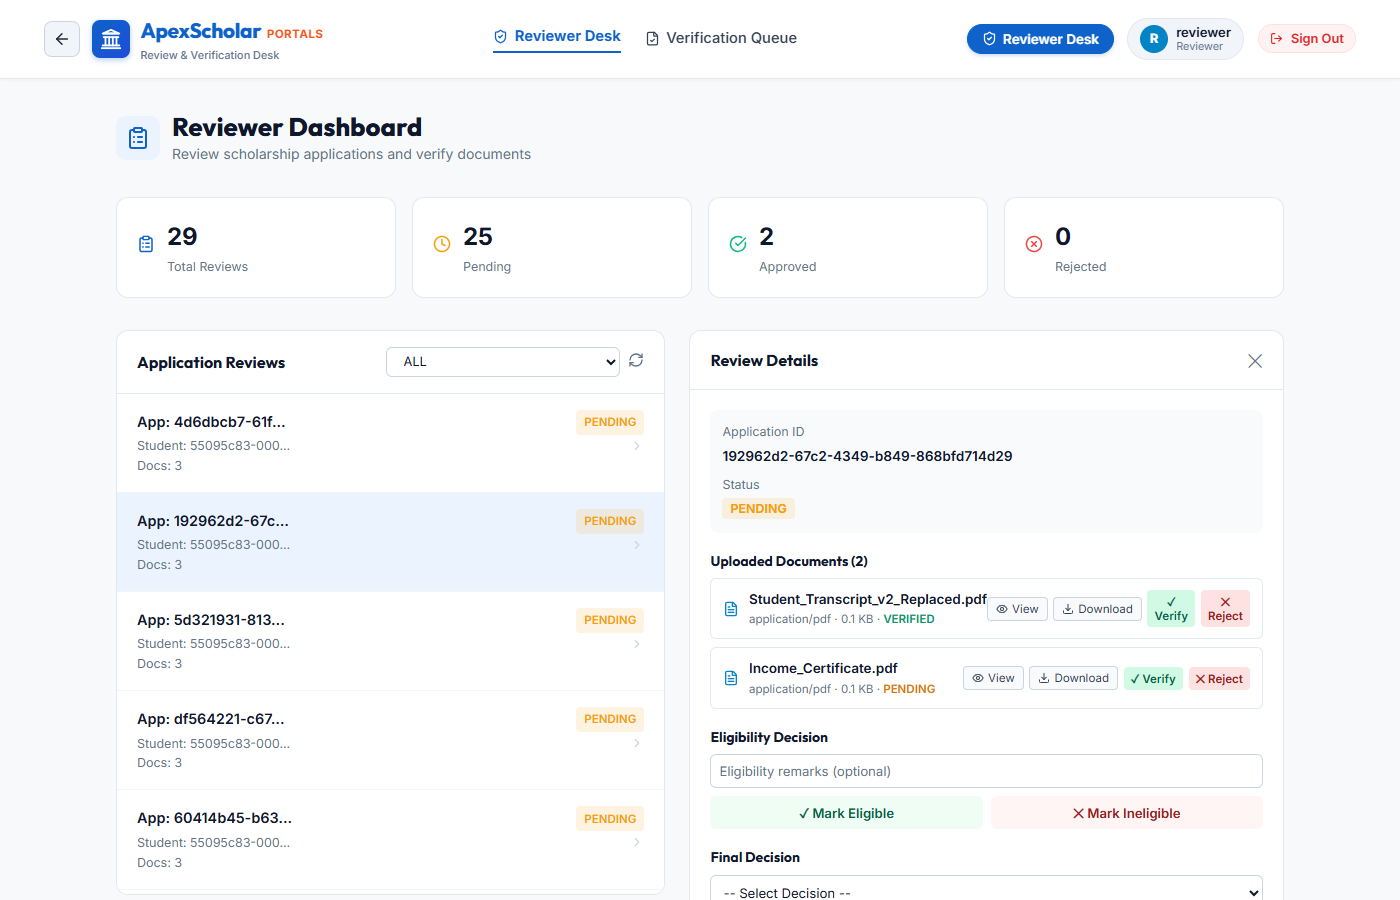 ApexScholar PORTALS
Review & Verification Desk
Reviewer Desk
Verification Queue
Reviewer Desk
R
reviewer
Reviewer
Sign Out
Reviewer Dashboard
Review scholarship applications and verify documents
29
Total Reviews
25
Pending
2
Approved
0
Rejected
Application Reviews
ALL
App: 4d6dbcb7-61f...
PENDING
Student: 55095c83-000...
Docs: 3
App: 192962d2-67c...
PENDING
Student: 55095c83-000...
Docs: 3
App: 5d321931-813...
PENDING
Student: 55095c83-000...
Docs: 3
App: df564221-c67...
PENDING
Student: 55095c83-000...
Docs: 3
App: 60414b45-b63...
PENDING
Student: 55095c83-000...
Docs: 3
Review Details
Application ID
192962d2-67c2-4349-b849-868bfd714d29
Status
PENDING
Uploaded Documents (2)
Student_Transcript_v2_Replaced.pdf
application/pdf · 0.1 KB · VERIFIED
View
Download
✓ Verify
✕ Reject
Income_Certificate.pdf
application/pdf · 0.1 KB · PENDING
View
Download
✓ Verify
✕ Reject
Eligibility Decision
Eligibility remarks (optional)
✓ Mark Eligible
✕ Mark Ineligible
Final Decision
-- Select Decision --